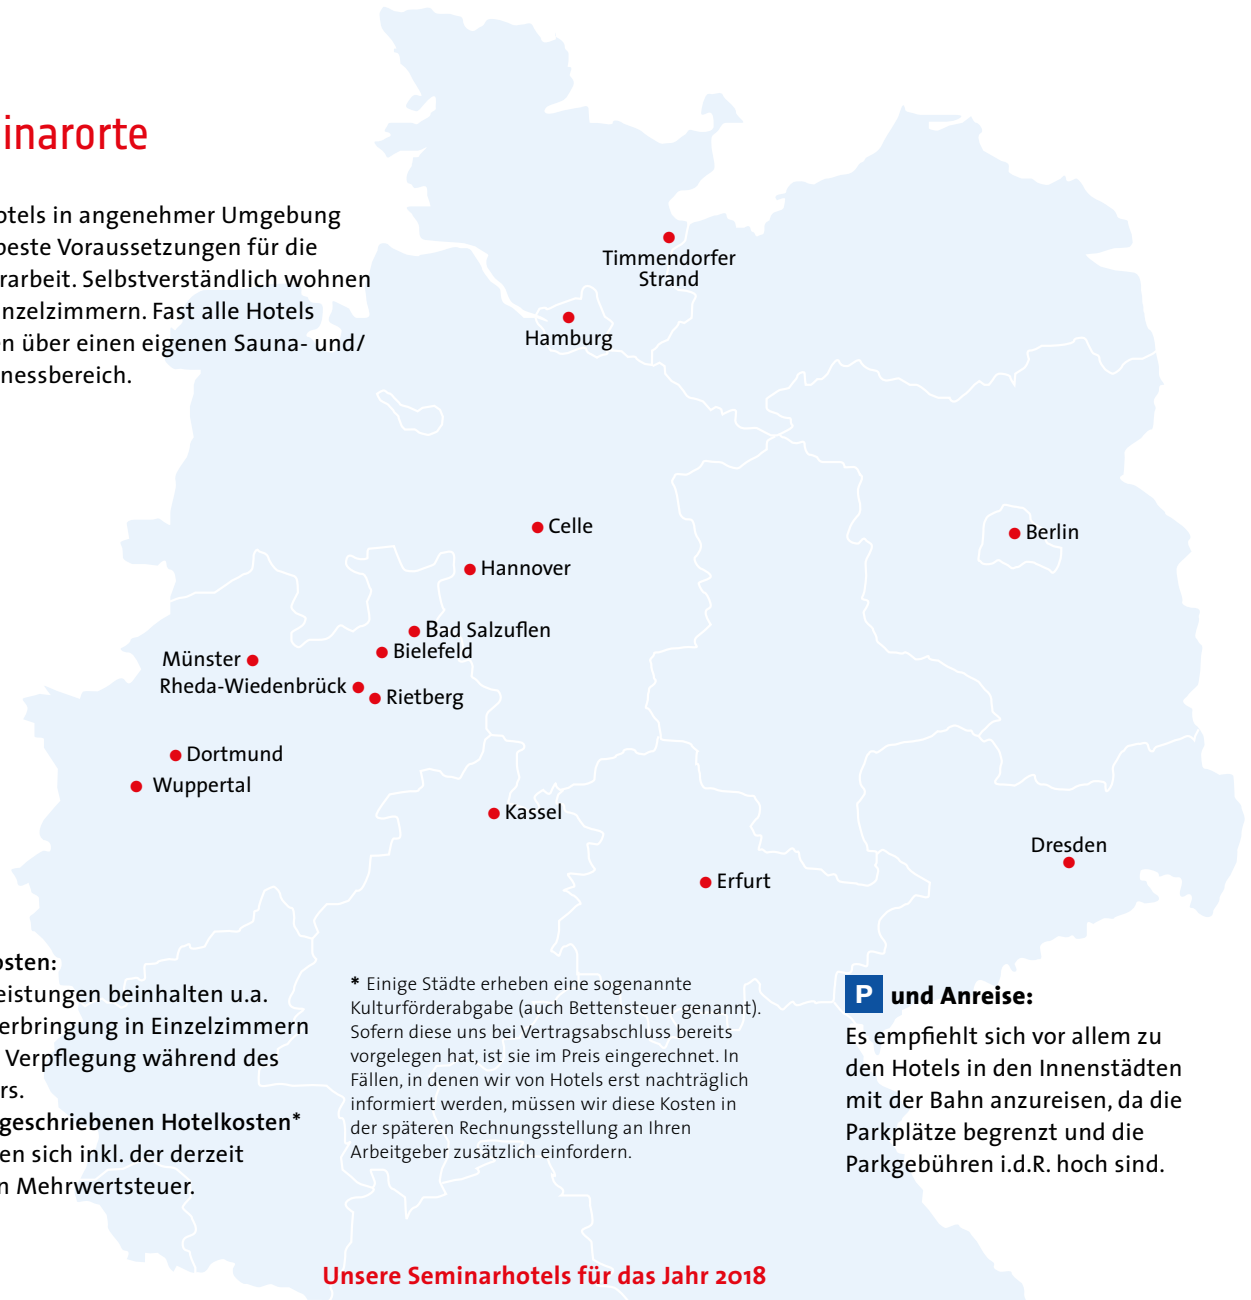 inarorte
otels in angenehmer Umgebung
beste Voraussetzungen für die
rarbeit. Selbstverständlich wohnen
nzelzimmern. Fast alle Hotels
en über einen eigenen Sauna- und/
nessbereich.
Timmendorfer
Strand
Hamburg
Celle
Berlin
Hannover
Bad Salzuflen
Bielefeld
Münster
Rheda-Wiedenbrück
Rietberg
Dortmund
Wuppertal
Kassel
Dresden
Erfurt
osten:
eistungen beinhalten u.a.
erbringung in Einzelzimmern
Verpflegung während des
rs.
geschriebenen Hotelkosten*
en sich inkl. der derzeit
n Mehrwertsteuer.
* Einige Städte erheben eine sogenannte
Kulturförderabgabe (auch Bettensteuer genannt).
Sofern diese uns bei Vertragsabschluss bereits
vorgelegen hat, ist sie im Preis eingerechnet. In
Fällen, in denen wir von Hotels erst nachträglich
informiert werden, müssen wir diese Kosten in
der späteren Rechnungsstellung an Ihren
Arbeitgeber zusätzlich einfordern.
P und Anreise:
Es empfiehlt sich vor allem zu
den Hotels in den Innenstädten
mit der Bahn anzureisen, da die
Parkplätze begrenzt und die
Parkgebühren i.d.R. hoch sind.
Unsere Seminarhotels für das Jahr 2018